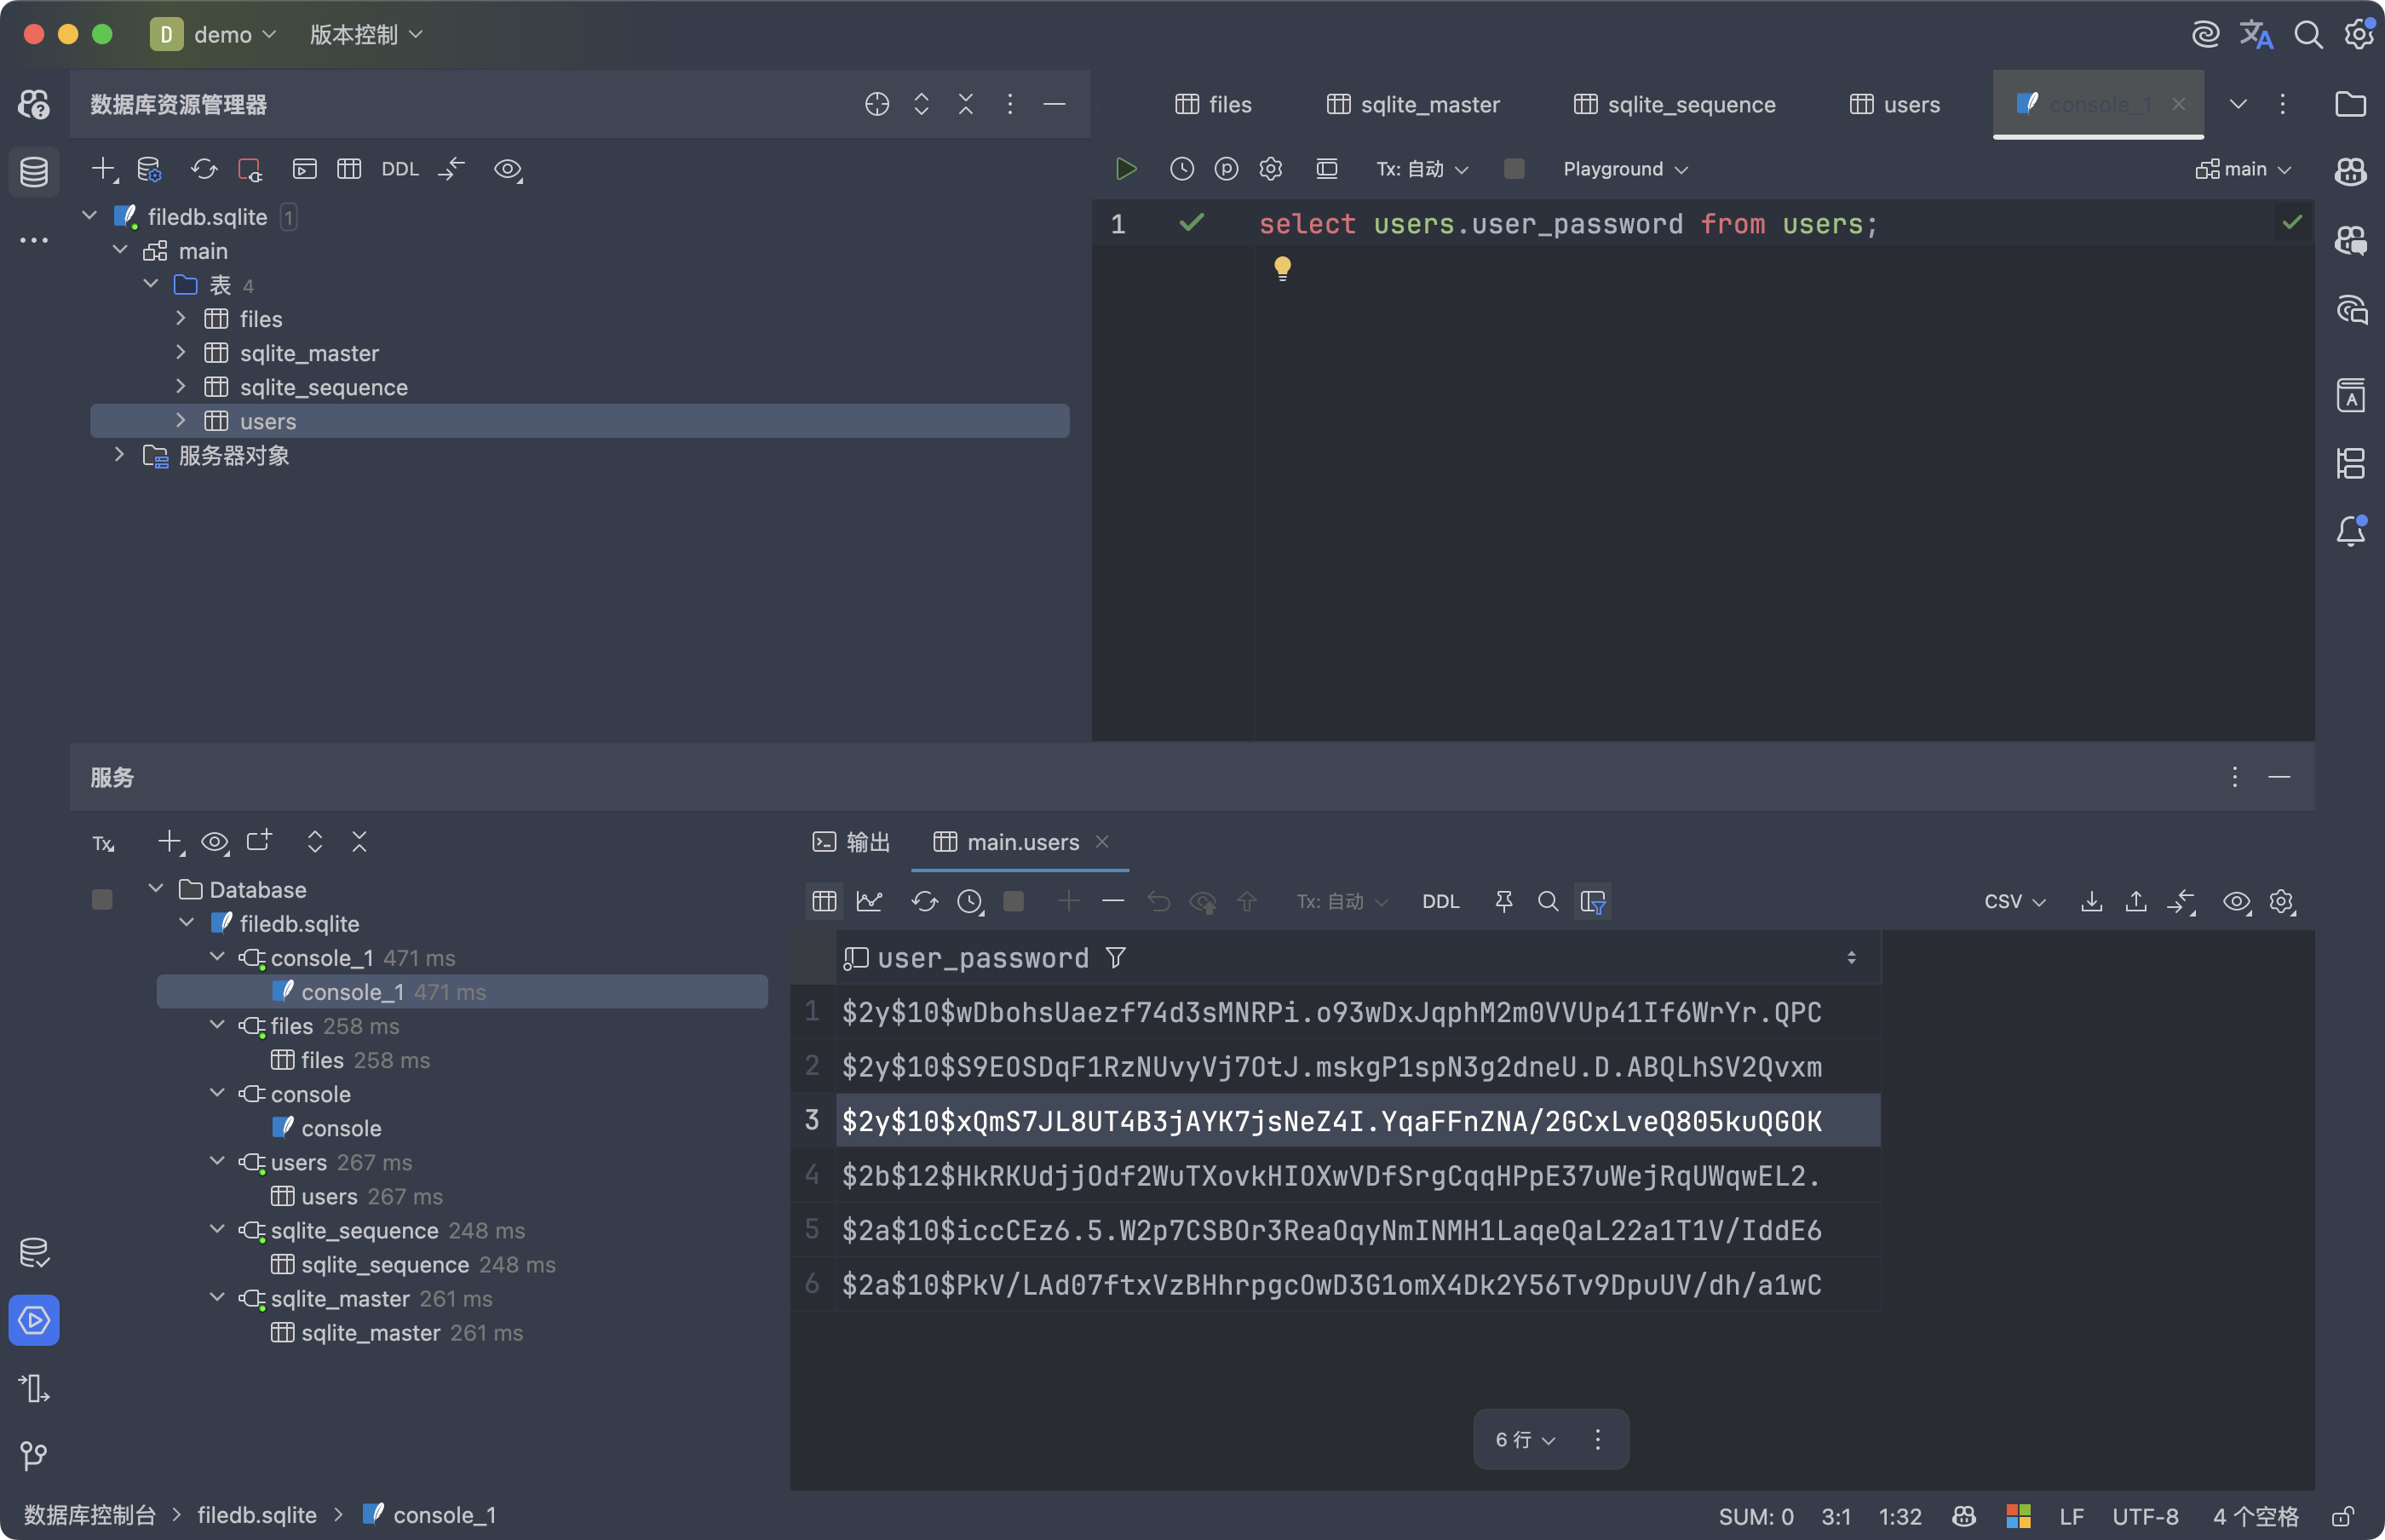 D demo 版本控制
数据库资源管理器
files sqlite_master sqlite_sequence users console_1
DDL
Tx: 自动 Playground main
filedb.sqlite 1
main
表 4
files
sqlite_master
sqlite_sequence
users
服务器对象
1 select users.user_password from users;
服务
Tx
输出 main.users
Tx: 自动 DDL CSV
Database
filedb.sqlite
console_1 471 ms
console_1 471 ms
files 258 ms
files 258 ms
console
console
users 267 ms
users 267 ms
sqlite_sequence 248 ms
sqlite_sequence 248 ms
sqlite_master 261 ms
sqlite_master 261 ms
user_password
1 $2y$10$wDbohsUaezf74d3sMNRPi.o93wDxJqphM2m0VVUp41If6WrYr.QPC
2 $2y$10$S9EOSDqF1RzNUvyVj7OtJ.mskgP1spN3g2dneU.D.ABQLhSV2Qvxm
3 $2y$10$xQmS7JL8UT4B3jAYK7jsNeZ4I.YqaFFnZNA/2GCxLveQ805kuQGOK
4 $2b$12$HkRKUdjjOdf2WuTXovkHIOXwVDfSrgCqqHPpE37uWejRqUWqwEL2.
5 $2a$10$iccCEz6.5.W2p7CSBOr3ReaOqyNmINMH1LaqeQaL22a1T1V/IddE6
6 $2a$10$PkV/LAd07ftxVzBHhrpgcOwD3G1omX4Dk2Y56Tv9DpuUV/dh/a1wC
6 行
数据库控制台 filedb.sqlite console_1
SUM: 0 3:1 1:32 LF UTF-8 4 个空格